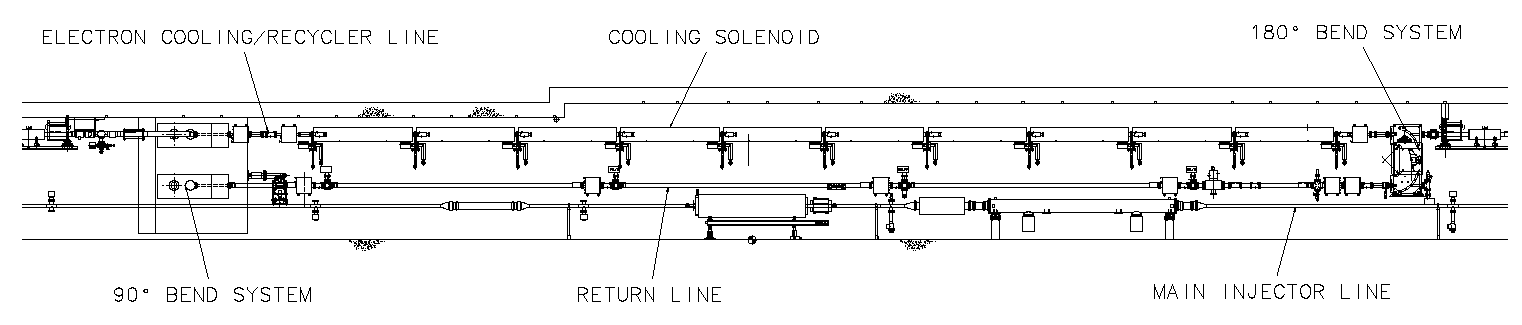 ELECTRON COOLING/RECYCLER LINE
COOLING SOLENOID
180° BEND SYSTEM
90° BEND SYSTEM
RETURN LINE
MAIN INJECTOR LINE